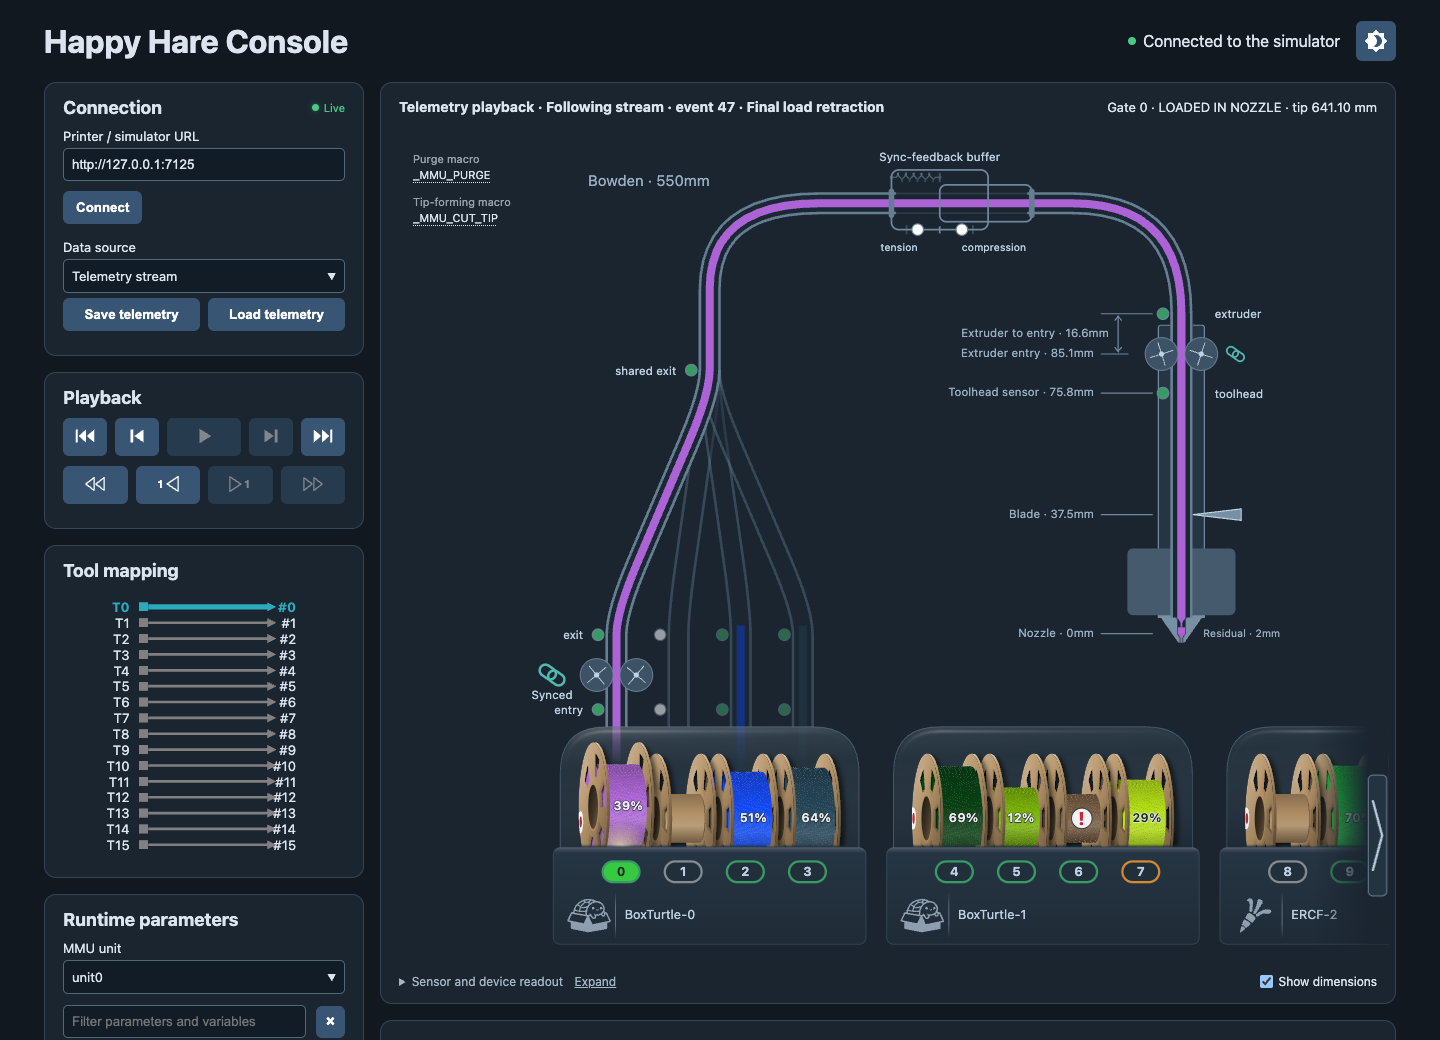 Happy Hare Console
Connected to the simulator
Connection
Live
Printer / simulator URL
http://127.0.0.1:7125
Connect
Data source
Telemetry stream
Save telemetry
Load telemetry
Playback
1
1
Tool mapping
T0 #0
T1 #1
T2 #2
T3 #3
T4 #4
T5 #5
T6 #6
T7 #7
T8 #8
T9 #9
T10 #10
T11 #11
T12 #12
T13 #13
T14 #14
T15 #15
Runtime parameters
MMU unit
unit0
Filter parameters and variables
Telemetry playback · Following stream · event 47 · Final load retraction
Gate 0 · LOADED IN NOZZLE · tip 641.10 mm
Purge macro
_MMU_PURGE
Tip-forming macro
_MMU_CUT_TIP
Bowden · 550mm
Sync-feedback buffer
tension
compression
extruder
Extruder to entry · 16.6mm
Extruder entry · 85.1mm
shared exit
Toolhead sensor · 75.8mm
toolhead
Blade · 37.5mm
exit
Nozzle · 0mm
Residual · 2mm
Synced
entry
39%
51%
64%
69%
12%
!
29%
70
0
1
2
3
4
5
6
7
8
9
BoxTurtle-0
BoxTurtle-1
ERCF-2
Sensor and device readout
Expand
Show dimensions